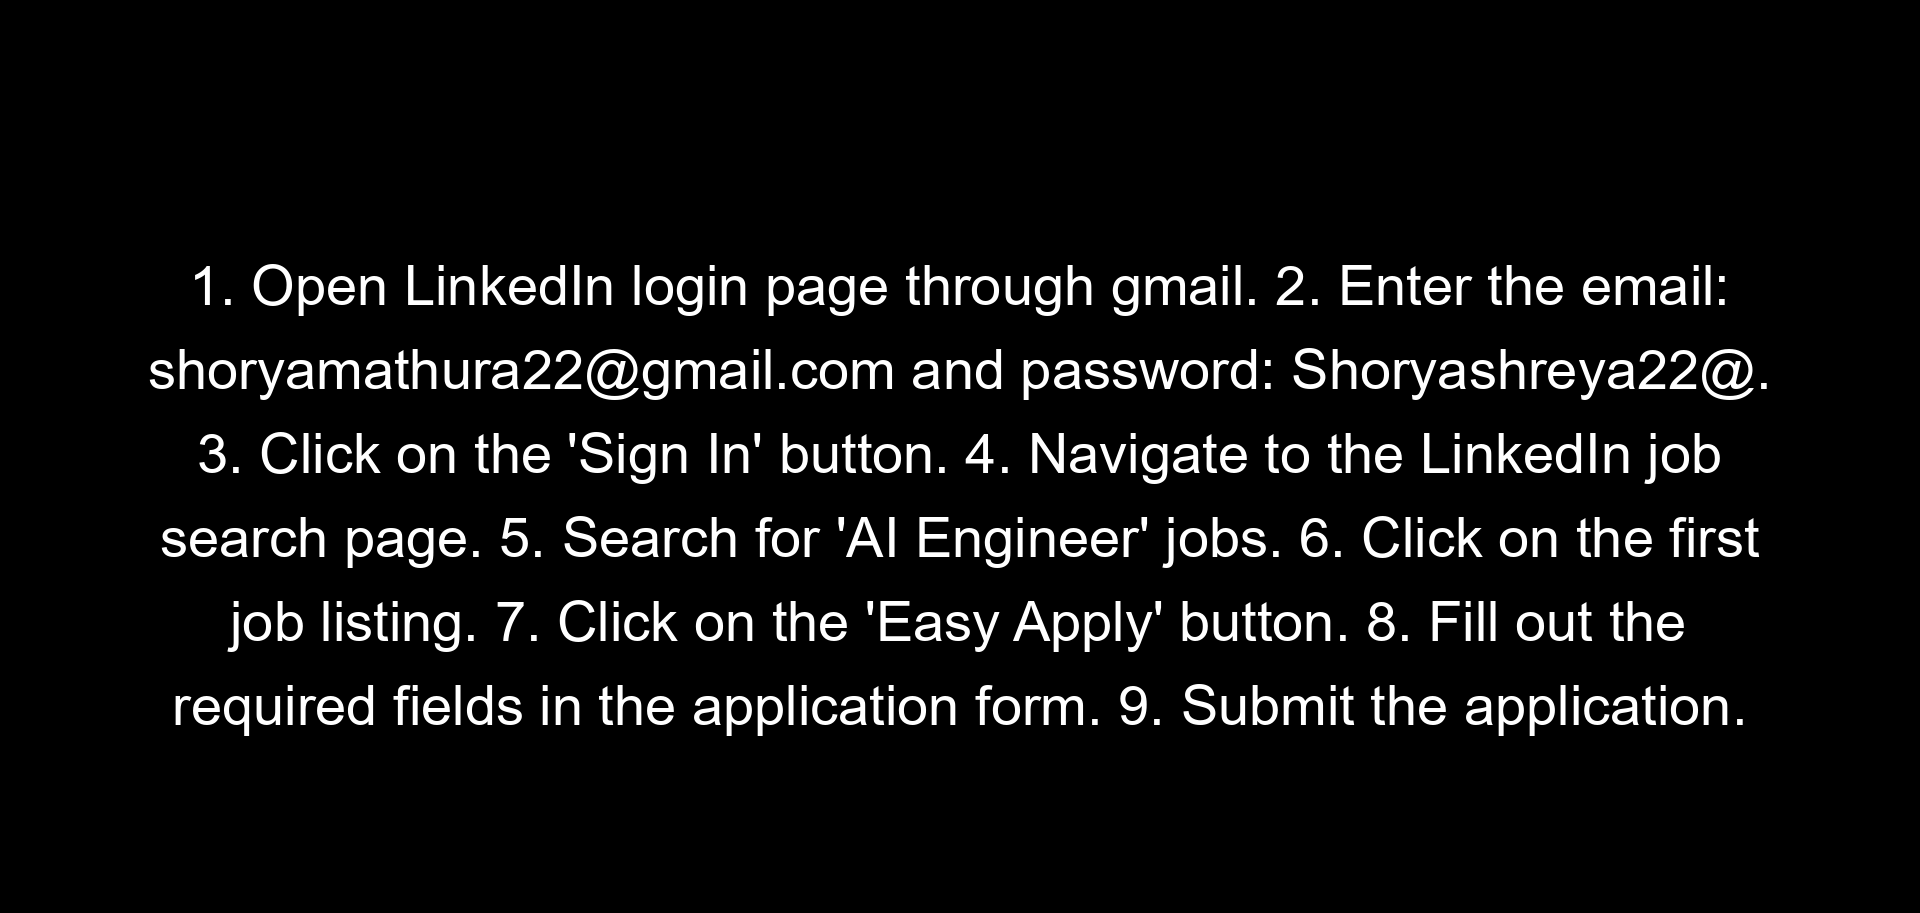 1. Open LinkedIn login page through gmail. 2. Enter the email:
shoryamathura22@gmail.com and password: Shoryashreya22@.
3. Click on the 'Sign In' button. 4. Navigate to the LinkedIn job
search page. 5. Search for 'AI Engineer' jobs. 6. Click on the first
job listing. 7. Click on the 'Easy Apply' button. 8. Fill out the
required fields in the application form. 9. Submit the application.